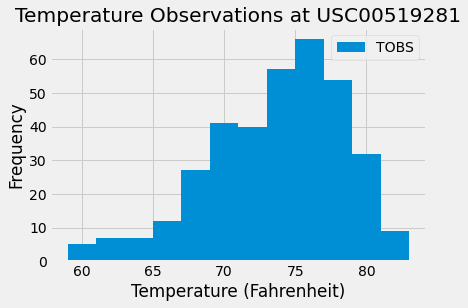 Temperature Observations at USC00519281
TOBS
Frequency
60
50
40
30
20
10
0
60 65 70 75 80
Temperature (Fahrenheit)